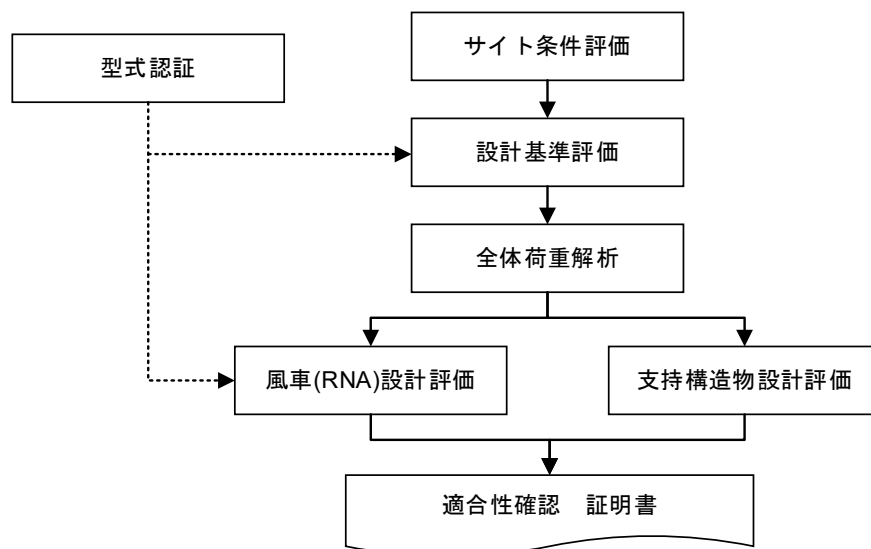 サイト条件評価
型式認証
設計基準評価
全体荷重解析
風車(RNA)設計評価
支持構造物設計評価
適合性確認　証明書